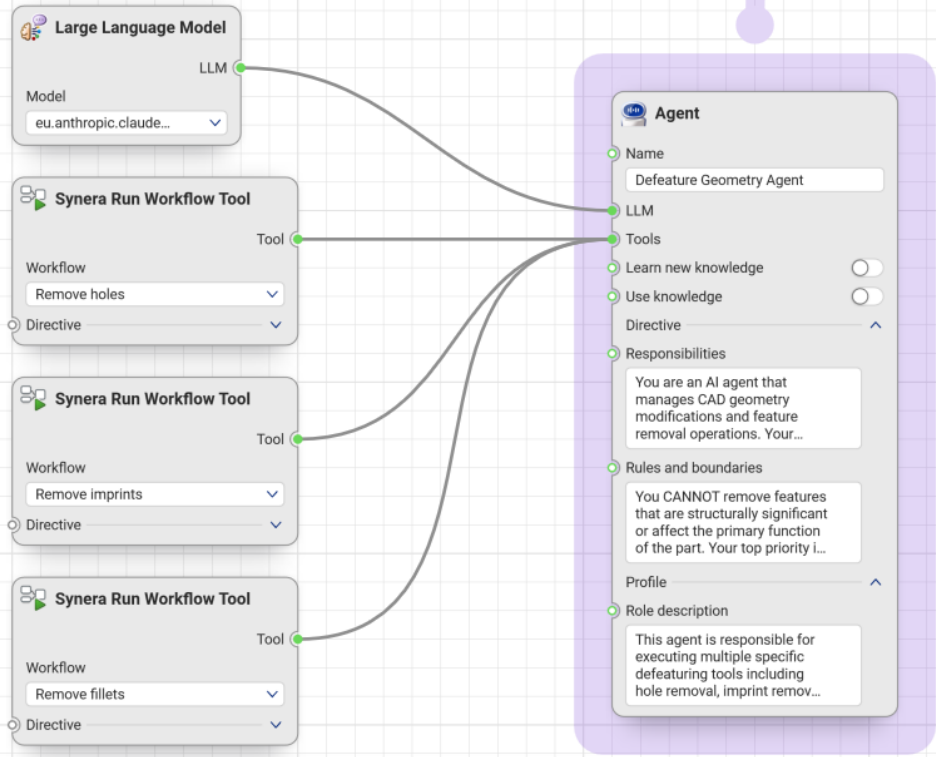 Large Language Model
LLM
Model
eu.anthropic.claude...
Synera Run Workflow Tool
Tool
Workflow
Remove holes
Directive
Synera Run Workflow Tool
Tool
Workflow
Remove imprints
Directive
Synera Run Workflow Tool
Tool
Workflow
Remove fillets
Directive
Agent
Name
Defeature Geometry Agent
LLM
Tools
Learn new knowledge
Use knowledge
Directive
Responsibilities
You are an AI agent that
manages CAD geometry
modifications and feature
removal operations. Your...
Rules and boundaries
You CANNOT remove features
that are structurally significant
or affect the primary function
of the part. Your top priority i...
Profile
Role description
This agent is responsible for
executing multiple specific
defeaturing tools including
hole removal, imprint remov...